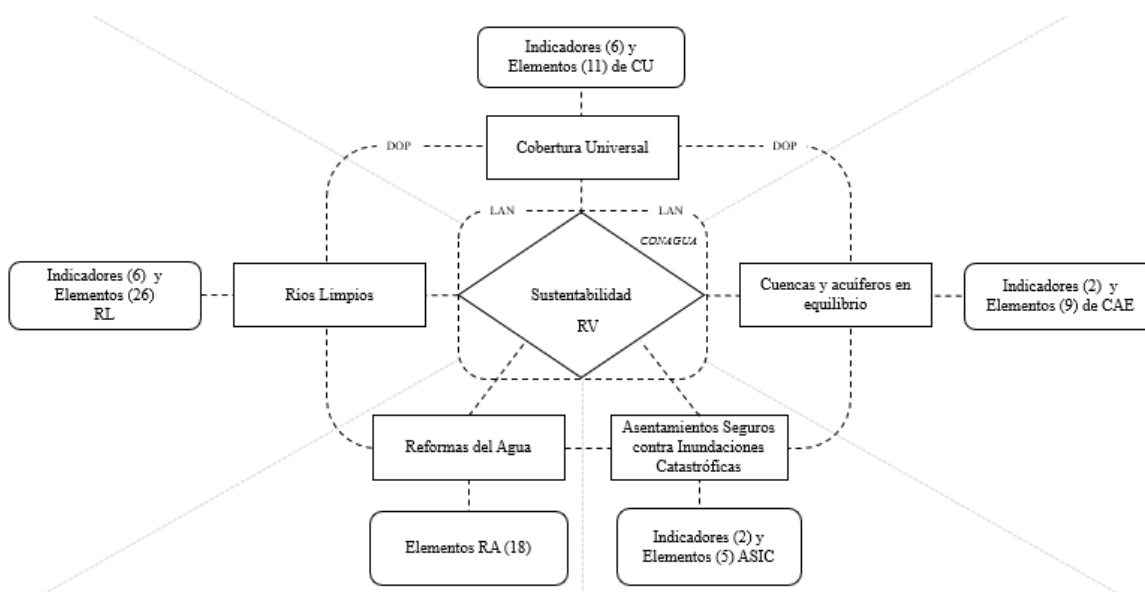 Indicadores (6) y
Elementos (11) de CU
DOP
Cobertura Universal
DOP
LAN
LAN
CONAGUA
Indicadores (6) y
Elementos (26)
RL
Ríos Limpios
Sustentabilidad
RV
Cuencas y acuíferos en
equilibrio
Indicadores (2) y
Elementos (9) de CAE
Reformas del Agua
Asentamientos Seguros
contra Inundaciones
Catastróficas
Elementos RA (18)
Indicadores (2) y
Elementos (5) ASIC